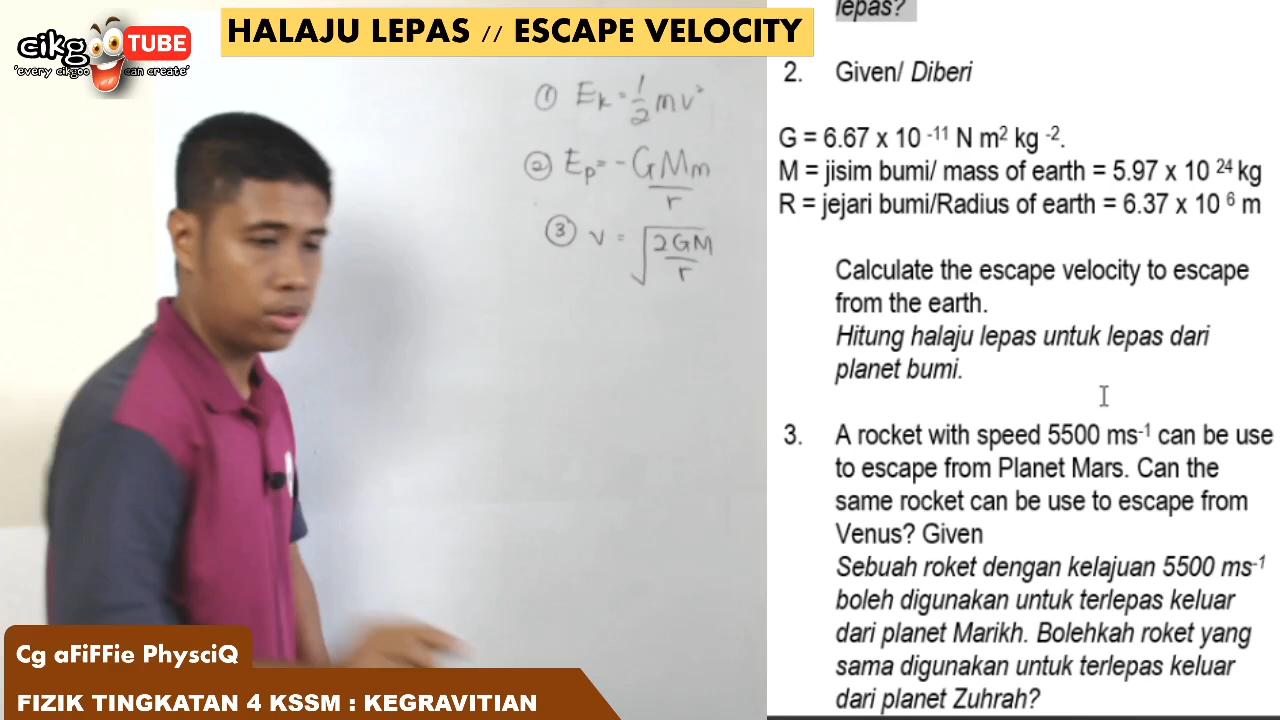 cikgoo TUBE
'every cikgoo can create'
HALAJU LEPAS // ESCAPE VELOCITY
① Ek = 1/2 mv²
② Ep = - GMm/r
③ v = √(2GM/r)
lepas?
2. Given/ Diberi
G = 6.67 x 10 ⁻¹¹ N m² kg ⁻².
M = jisim bumi/ mass of earth = 5.97 x 10 ²⁴ kg
R = jejari bumi/Radius of earth = 6.37 x 10 ⁶ m
Calculate the escape velocity to escape
from the earth.
Hitung halaju lepas untuk lepas dari
planet bumi.
3. A rocket with speed 5500 ms⁻¹ can be use
to escape from Planet Mars. Can the
same rocket can be use to escape from
Venus? Given
Sebuah roket dengan kelajuan 5500 ms⁻¹
boleh digunakan untuk terlepas keluar
dari planet Marikh. Bolehkah roket yang
sama digunakan untuk terlepas keluar
dari planet Zuhrah?
Cg aFiFFie PhysciQ
FIZIK TINGKATAN 4 KSSM : KEGRAVITIAN